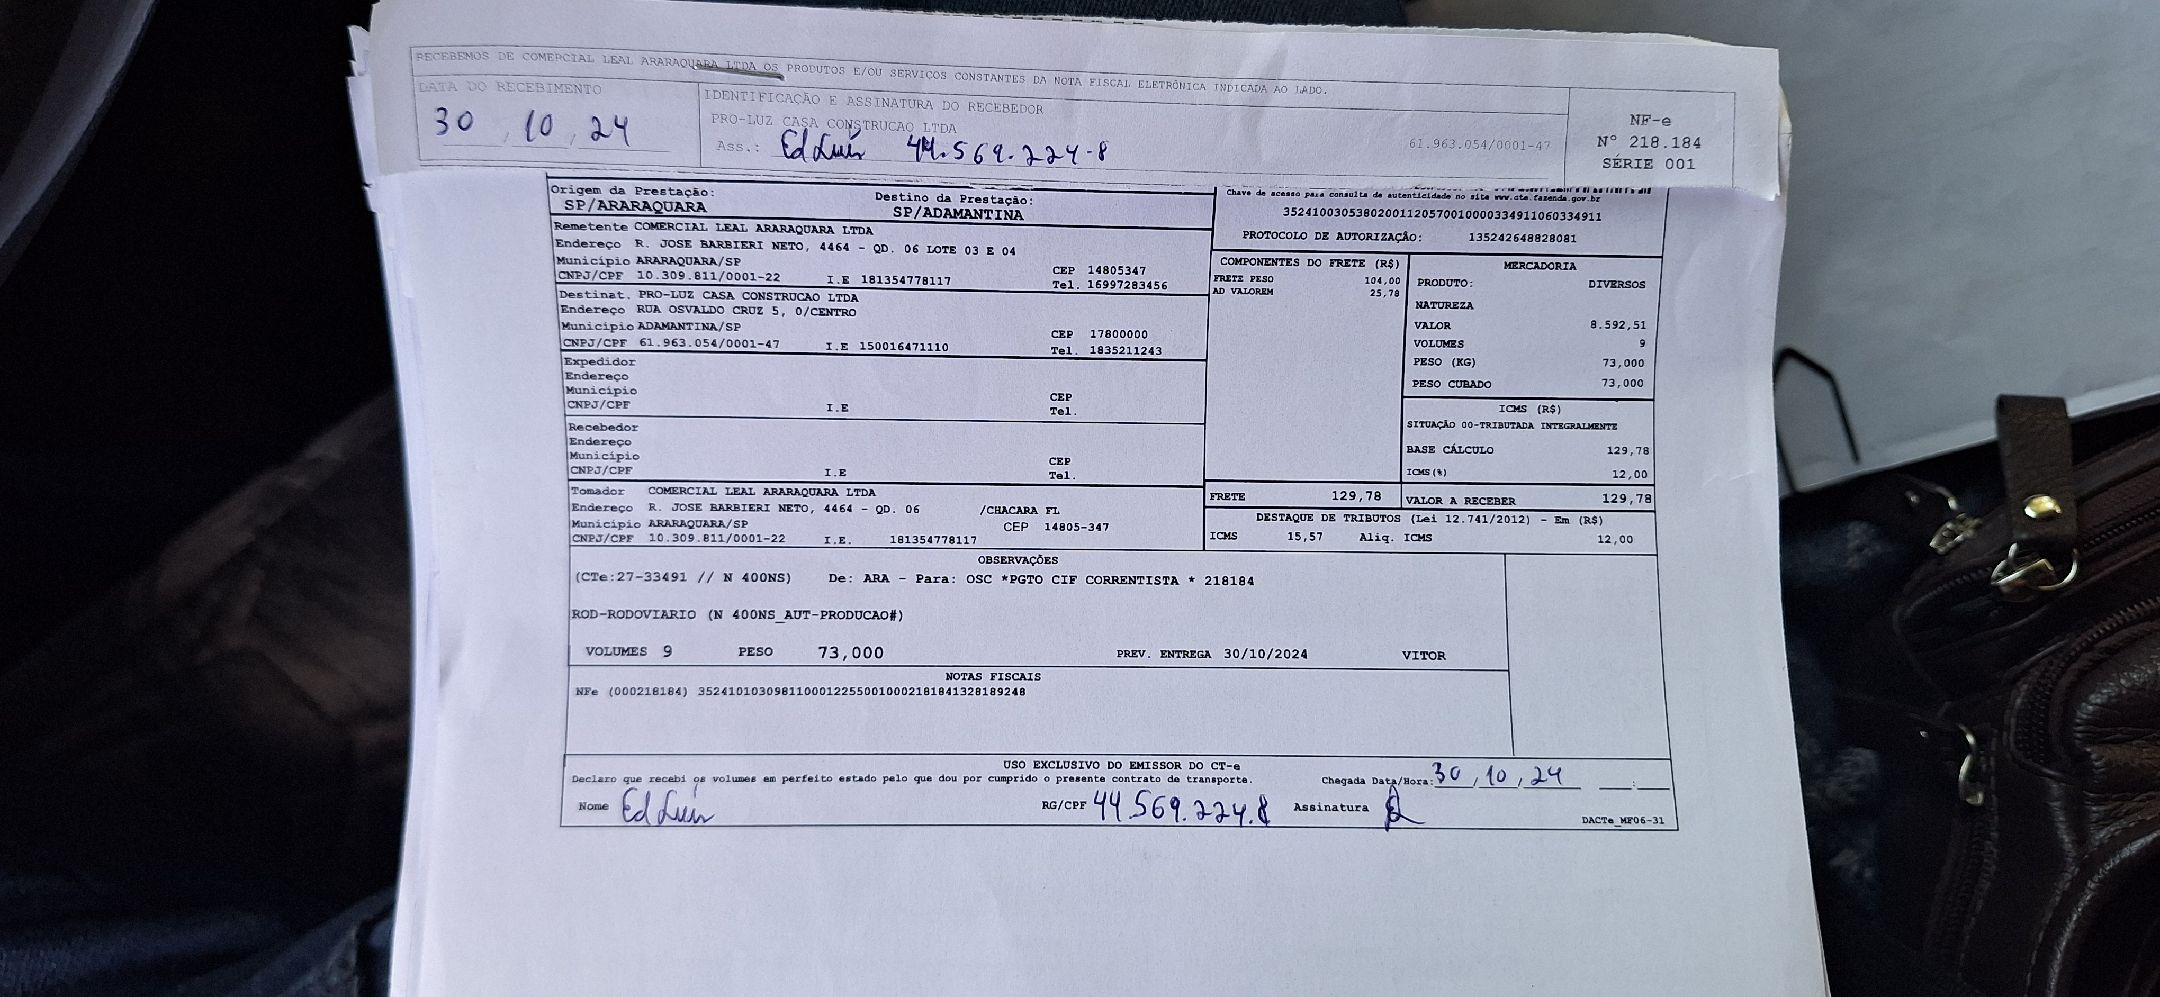 RECEBEMOS DE COMERCIAL LEAL ARARAQUARA LTDA OS PRODUTOS E/OU SERVIÇOS CONSTANTES DA NOTA FISCAL ELETRÔNICA INDICADA AO LADO.
DATA DO RECEBIMENTO
30, 10, 24
IDENTIFICAÇÃO E ASSINATURA DO RECEBEDOR
PRO-LUZ CASA CONSTRUCAO LTDA
Ass.: Ed Luís 44.569.224-8
61.963.054/0001-47
NF-e
Nº 218.184
SÉRIE 001
Origem da Prestação:
SP/ARARAQUARA
Destino da Prestação:
SP/ADAMANTINA
Chave de acesso para consulta de autenticidade no site www.cte.fazenda.gov.br
35241003053802001120570010000334911060334911
PROTOCOLO DE AUTORIZAÇÃO: 135242648828081
Remetente COMERCIAL LEAL ARARAQUARA LTDA
Endereço R. JOSE BARBIERI NETO, 4464 - QD. 06 LOTE 03 E 04
Município ARARAQUARA/SP CEP 14805347
CNPJ/CPF 10.309.811/0001-22 I.E 181354778117 Tel. 16997283456
Destinat. PRO-LUZ CASA CONSTRUCAO LTDA
Endereço RUA OSVALDO CRUZ 5, 0/CENTRO
Município ADAMANTINA/SP CEP 17800000
CNPJ/CPF 61.963.054/0001-47 I.E 150016471110 Tel. 1835211243
Expedidor
Endereço
Município CEP
CNPJ/CPF I.E Tel.
Recebedor
Endereço
Município CEP
CNPJ/CPF I.E Tel.
Tomador COMERCIAL LEAL ARARAQUARA LTDA
Endereço R. JOSE BARBIERI NETO, 4464 - QD. 06 /CHACARA FL
Município ARARAQUARA/SP CEP 14805-347
CNPJ/CPF 10.309.811/0001-22 I.E. 181354778117
COMPONENTES DO FRETE (R$)
FRETE PESO 104,00
AD VALOREM 25,78
MERCADORIA
PRODUTO: DIVERSOS
NATUREZA
VALOR 8.592,51
VOLUMES 9
PESO (KG) 73,000
PESO CUBADO 73,000
ICMS (R$)
SITUAÇÃO 00-TRIBUTADA INTEGRALMENTE
BASE CÁLCULO 129,78
ICMS(%) 12,00
FRETE 129,78
VALOR A RECEBER 129,78
DESTAQUE DE TRIBUTOS (Lei 12.741/2012) - Em (R$)
ICMS 15,57 Aliq. ICMS 12,00
OBSERVAÇÕES
(CTe:27-33491 // N 400NS) De: ARA - Para: OSC *PGTO CIF CORRENTISTA * 218184
ROD-RODOVIARIO (N 400NS_AUT-PRODUCAO#)
VOLUMES 9 PESO 73,000 PREV. ENTREGA 30/10/2024 VITOR
NOTAS FISCAIS
NFe (000218184) 35241010309811000122550010002181841328189248
USO EXCLUSIVO DO EMISSOR DO CT-e
Declaro que recebi os volumes em perfeito estado pelo que dou por cumprido o presente contrato de transporte. Chegada Data/Hora: 30, 10, 24 __:__
Nome Ed Luís RG/CPF 44.569.224.8 Assinatura
DACTe_MF06-31